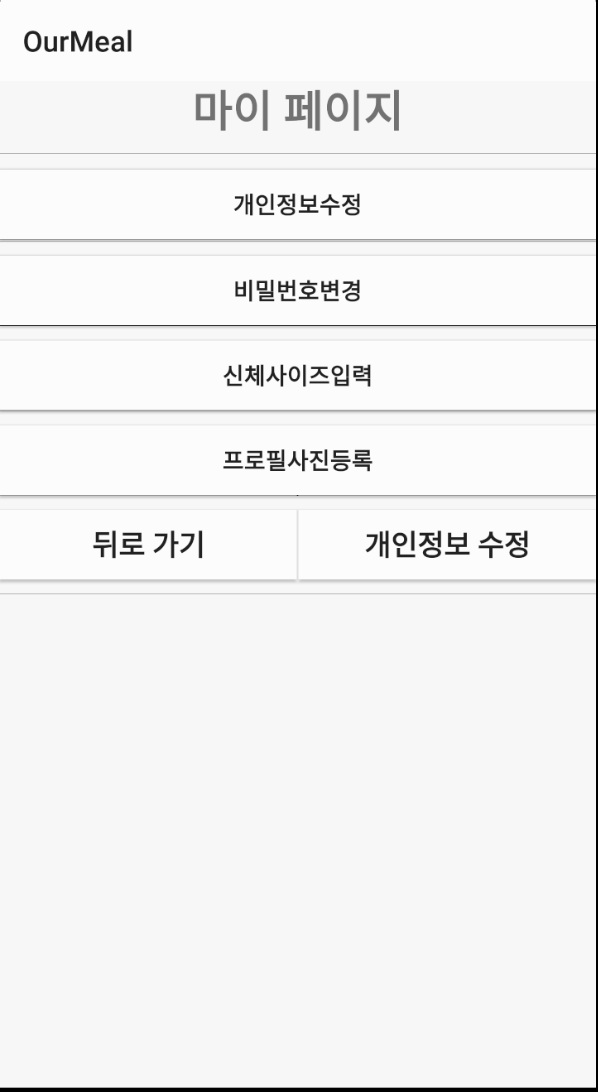 OurMeal
마이 페이지
개인정보수정
비밀번호변경
신체사이즈입력
프로필사진등록
뒤로 가기 개인정보 수정